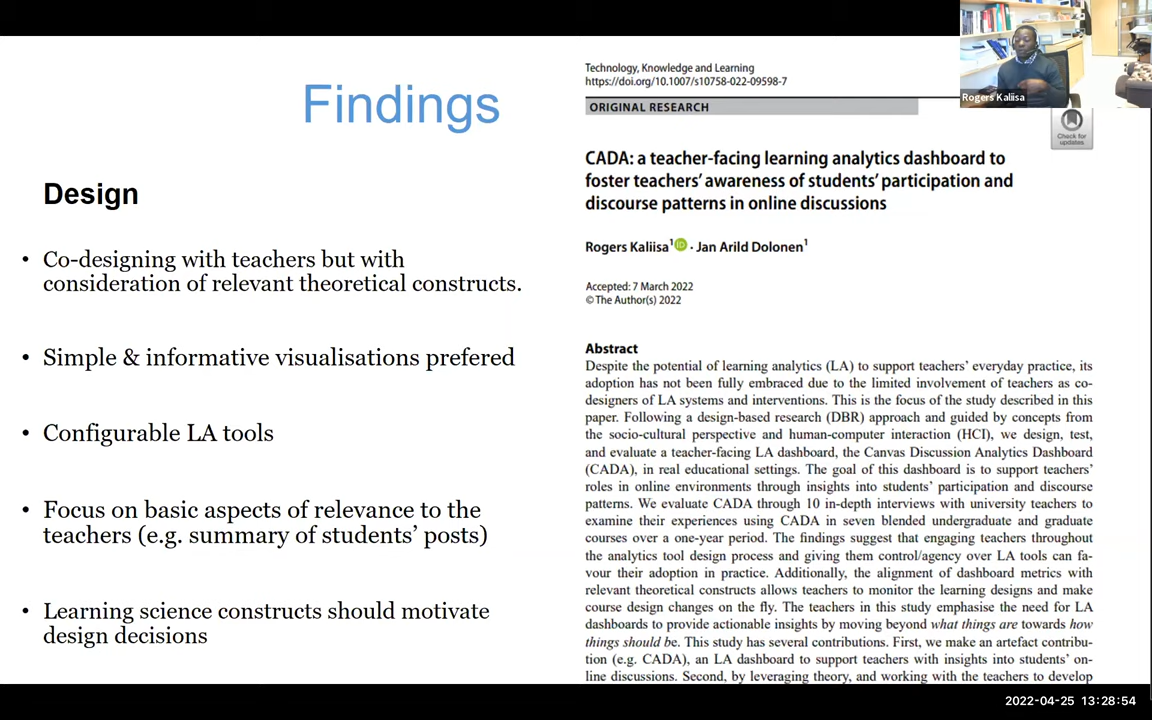 Findings
Design
• Co-designing with teachers but with
consideration of relevant theoretical constructs.
• Simple & informative visualisations prefered
• Configurable LA tools
• Focus on basic aspects of relevance to the
teachers (e.g. summary of students’ posts)
• Learning science constructs should motivate
design decisions
Technology, Knowledge and Learning
https://doi.org/10.1007/s10758-022-09598-7
ORIGINAL RESEARCH
Check for
updates
CADA: a teacher-facing learning analytics dashboard to
foster teachers’ awareness of students’ participation and
discourse patterns in online discussions
Rogers Kaliisa1 iD · Jan Arild Dolonen1
Accepted: 7 March 2022
© The Author(s) 2022
Abstract
Despite the potential of learning analytics (LA) to support teachers’ everyday practice, its
adoption has not been fully embraced due to the limited involvement of teachers as co-
designers of LA systems and interventions. This is the focus of the study described in this
paper. Following a design-based research (DBR) approach and guided by concepts from
the socio-cultural perspective and human-computer interaction (HCI), we design, test,
and evaluate a teacher-facing LA dashboard, the Canvas Discussion Analytics Dashboard
(CADA), in real educational settings. The goal of this dashboard is to support teachers’
roles in online environments through insights into students’ participation and discourse
patterns. We evaluate CADA through 10 in-depth interviews with university teachers to
examine their experiences using CADA in seven blended undergraduate and graduate
courses over a one-year period. The findings suggest that engaging teachers throughout
the analytics tool design process and giving them control/agency over LA tools can fa-
vour their adoption in practice. Additionally, the alignment of dashboard metrics with
relevant theoretical constructs allows teachers to monitor the learning designs and make
course design changes on the fly. The teachers in this study emphasise the need for LA
dashboards to provide actionable insights by moving beyond what things are towards how
things should be. This study has several contributions. First, we make an artefact contribu-
tion (e.g. CADA), an LA dashboard to support teachers with insights into students’ on-
line discussions. Second, by leveraging theory, and working with the teachers to develop
Rogers Kaliisa
2022-04-25 13:28:54